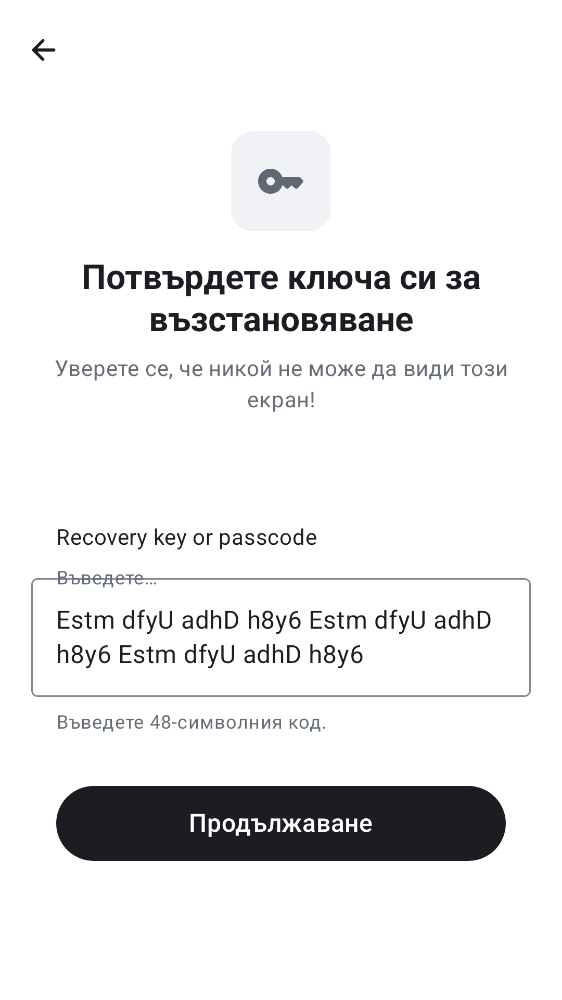 Потвърдете ключа си за
възстановяване
Уверете се, че никой не може да види този
екран!
Recovery key or passcode
Въведете…
Estm dfyU adhD h8y6 Estm dfyU adhD
h8y6 Estm dfyU adhD h8y6
Въведете 48-символния код.
Продължаване